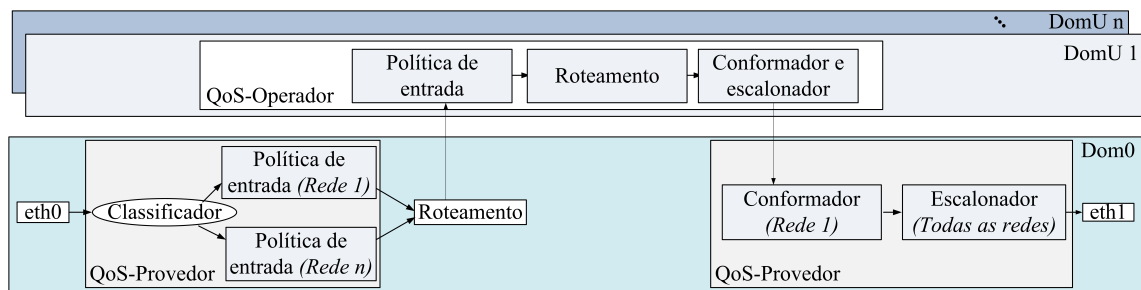 DomU n
DomU 1
Política de
entrada
Roteamento
Conformador e
escalonador
QoS-Operador
Dom0
eth0
Classificador
Política de
entrada (Rede 1)
Política de
entrada (Rede n)
QoS-Provedor
Roteamento
Conformador
(Rede 1)
Escalonador
(Todas as redes)
eth1
QoS-Provedor